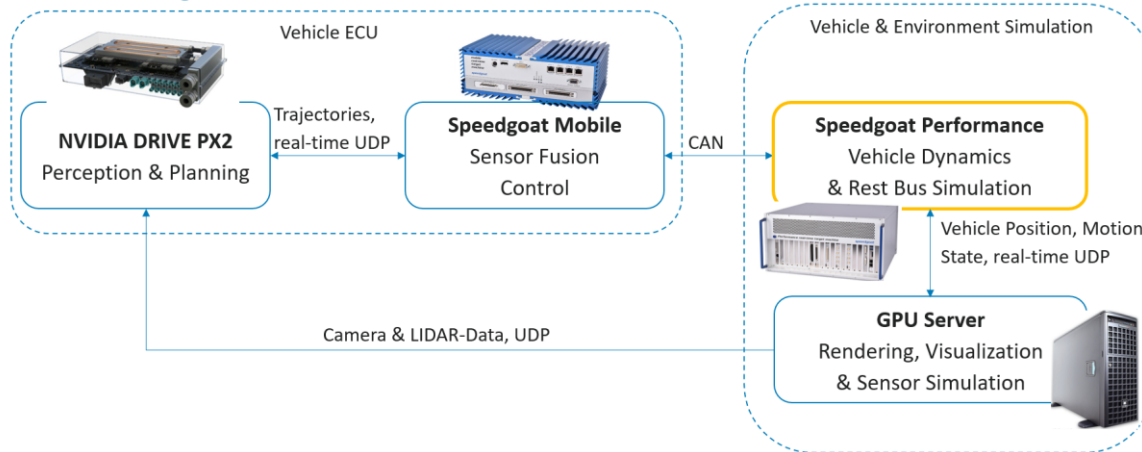 Vehicle ECU
Vehicle & Environment Simulation
NVIDIA DRIVE PX2
Perception & Planning
Trajectories,
real-time UDP
Speedgoat Mobile
Sensor Fusion
Control
CAN
Speedgoat Performance
Vehicle Dynamics
& Rest Bus Simulation
Vehicle Position, Motion
State, real-time UDP
Camera & LIDAR-Data, UDP
GPU Server
Rendering, Visualization
& Sensor Simulation